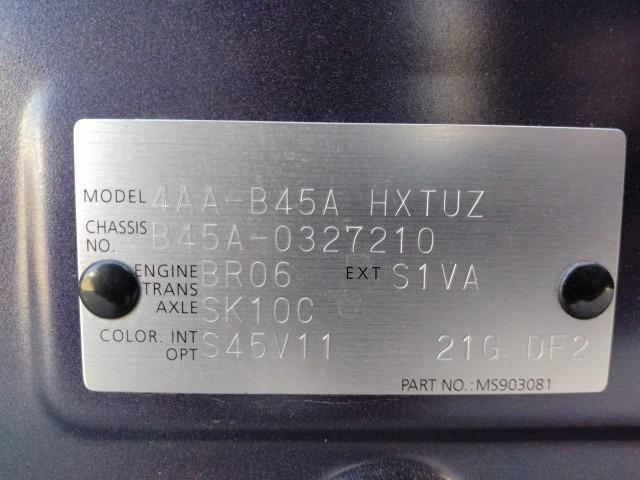 MODEL 4AA-B45A HXTUZ
CHASSIS NO. B45A-0327210
ENGINE BR06 EXT S1VA
TRANS AXLE SK10C
COLOR. INT OPT S45V11 21G DF2
PART NO.:MS903081